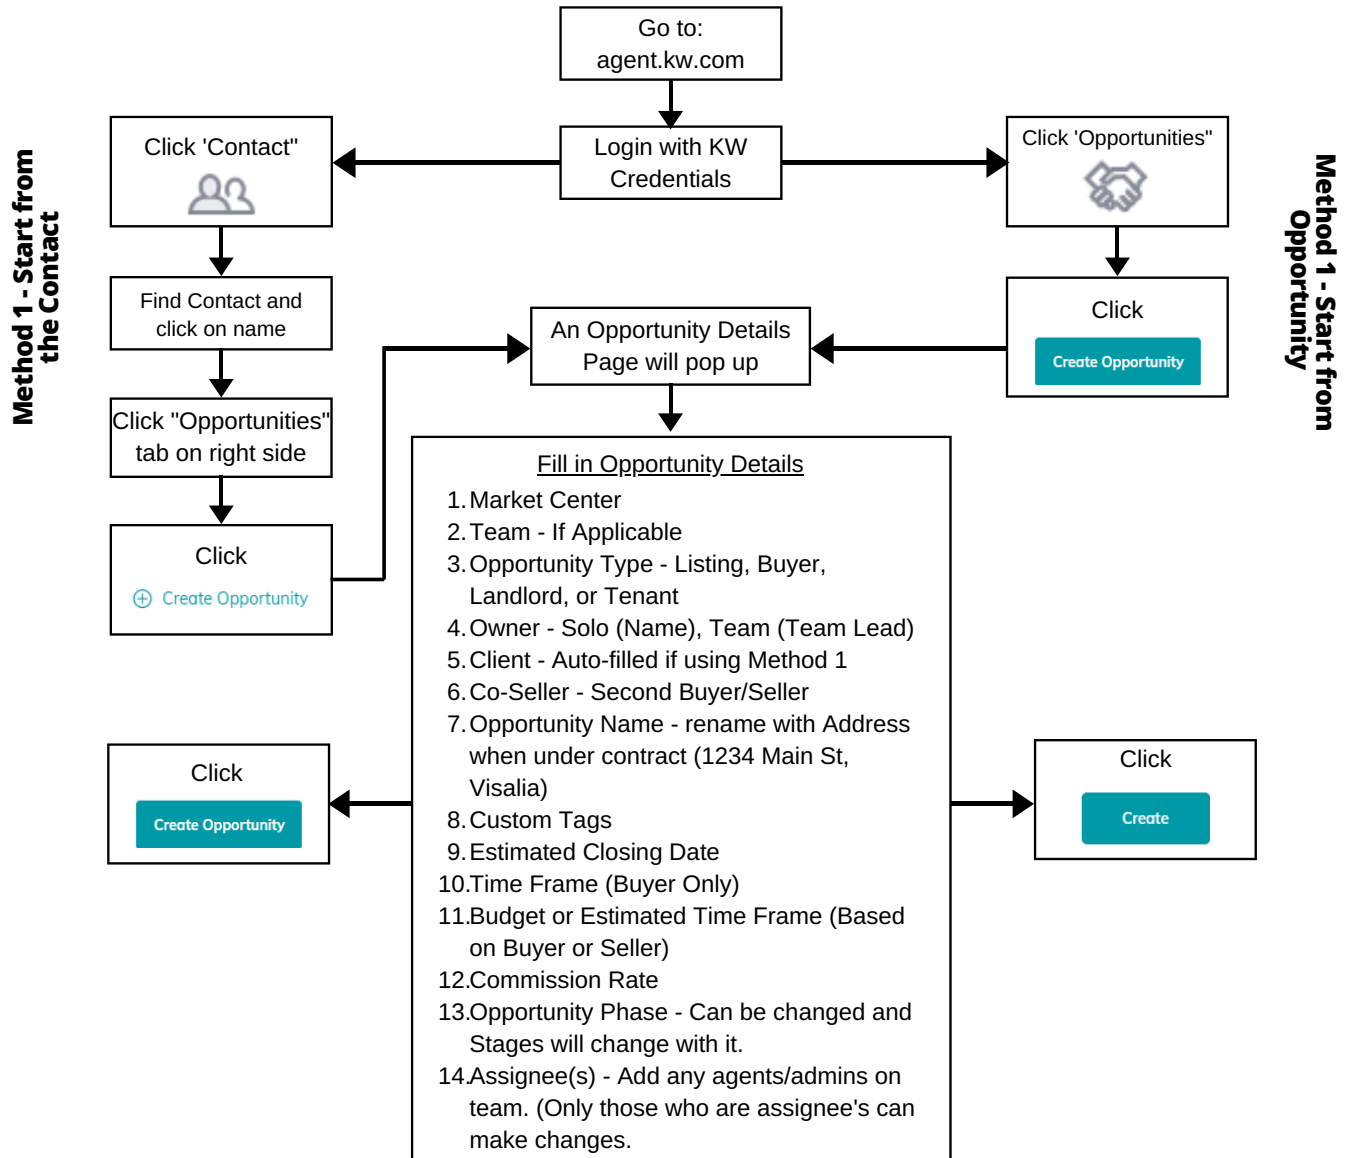 Go to:
agent.kw.com
Login with KW
Credentials
Method 1 - Start from
the Contact
Click 'Contact"
Find Contact and
click on name
Click "Opportunities"
tab on right side
Click
Create Opportunity
Method 1 - Start from
Opportunity
Click 'Opportunities"
Click
Create Opportunity
An Opportunity Details
Page will pop up
Fill in Opportunity Details
1. Market Center
2. Team - If Applicable
3. Opportunity Type - Listing, Buyer,
Landlord, or Tenant
4. Owner - Solo (Name), Team (Team Lead)
5. Client - Auto-filled if using Method 1
6. Co-Seller - Second Buyer/Seller
7. Opportunity Name - rename with Address
when under contract (1234 Main St,
Visalia)
8. Custom Tags
9. Estimated Closing Date
10. Time Frame (Buyer Only)
11. Budget or Estimated Time Frame (Based
on Buyer or Seller)
12. Commission Rate
13. Opportunity Phase - Can be changed and
Stages will change with it.
14. Assignee(s) - Add any agents/admins on
team. (Only those who are assignee's can
make changes.
Click
Create Opportunity
Click
Create